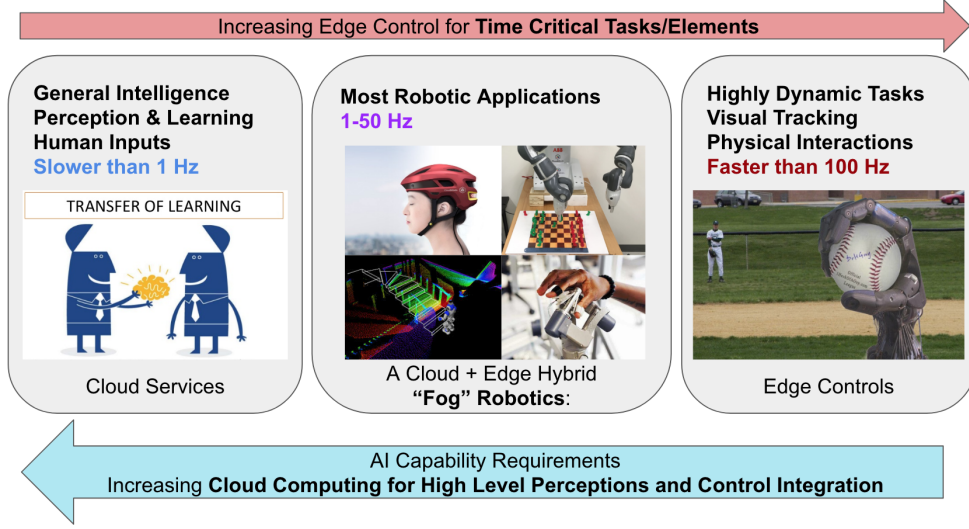 Increasing Edge Control for Time Critical Tasks/Elements
General Intelligence
Perception & Learning
Human Inputs
Slower than 1 Hz
TRANSFER OF LEARNING
Cloud Services
Most Robotic Applications
1-50 Hz
ABB
A Cloud + Edge Hybrid
“Fog” Robotics:
Highly Dynamic Tasks
Visual Tracking
Physical Interactions
Faster than 100 Hz
Edge Controls
AI Capability Requirements
Increasing Cloud Computing for High Level Perceptions and Control Integration